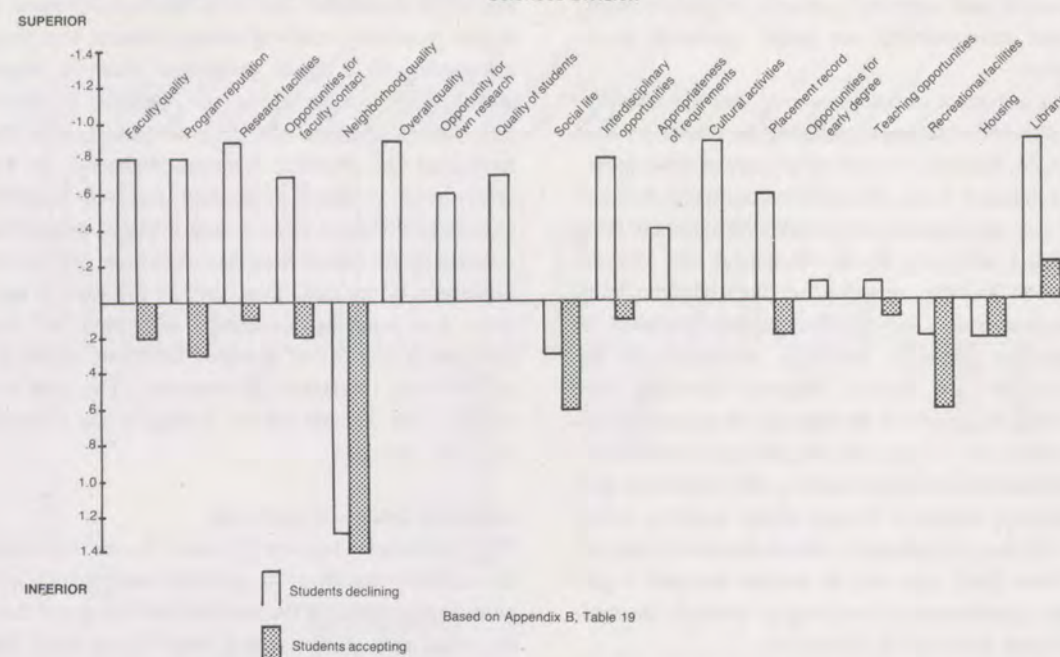 SUPERIOR
-1.4
-1.2
-1.0
-.8
-.6
-.4
-.2
.2
.4
.6
.8
1.0
1.2
1.4
INFERIOR
Faculty quality
Program reputation
Research facilites
Opportunities for
faculty contact
Neighborhood quality
Overall quality
Opportunity for
own research
Quality of students
Social life
Interdisciplinary
opportunities
Appropriateness
of requirements
Cultural activities
Placement record
Opportunities for
early degree
Teaching opportunities
Recreational facilities
Housing
Students declining
Students accepting
Based on Appendix B, Table 19